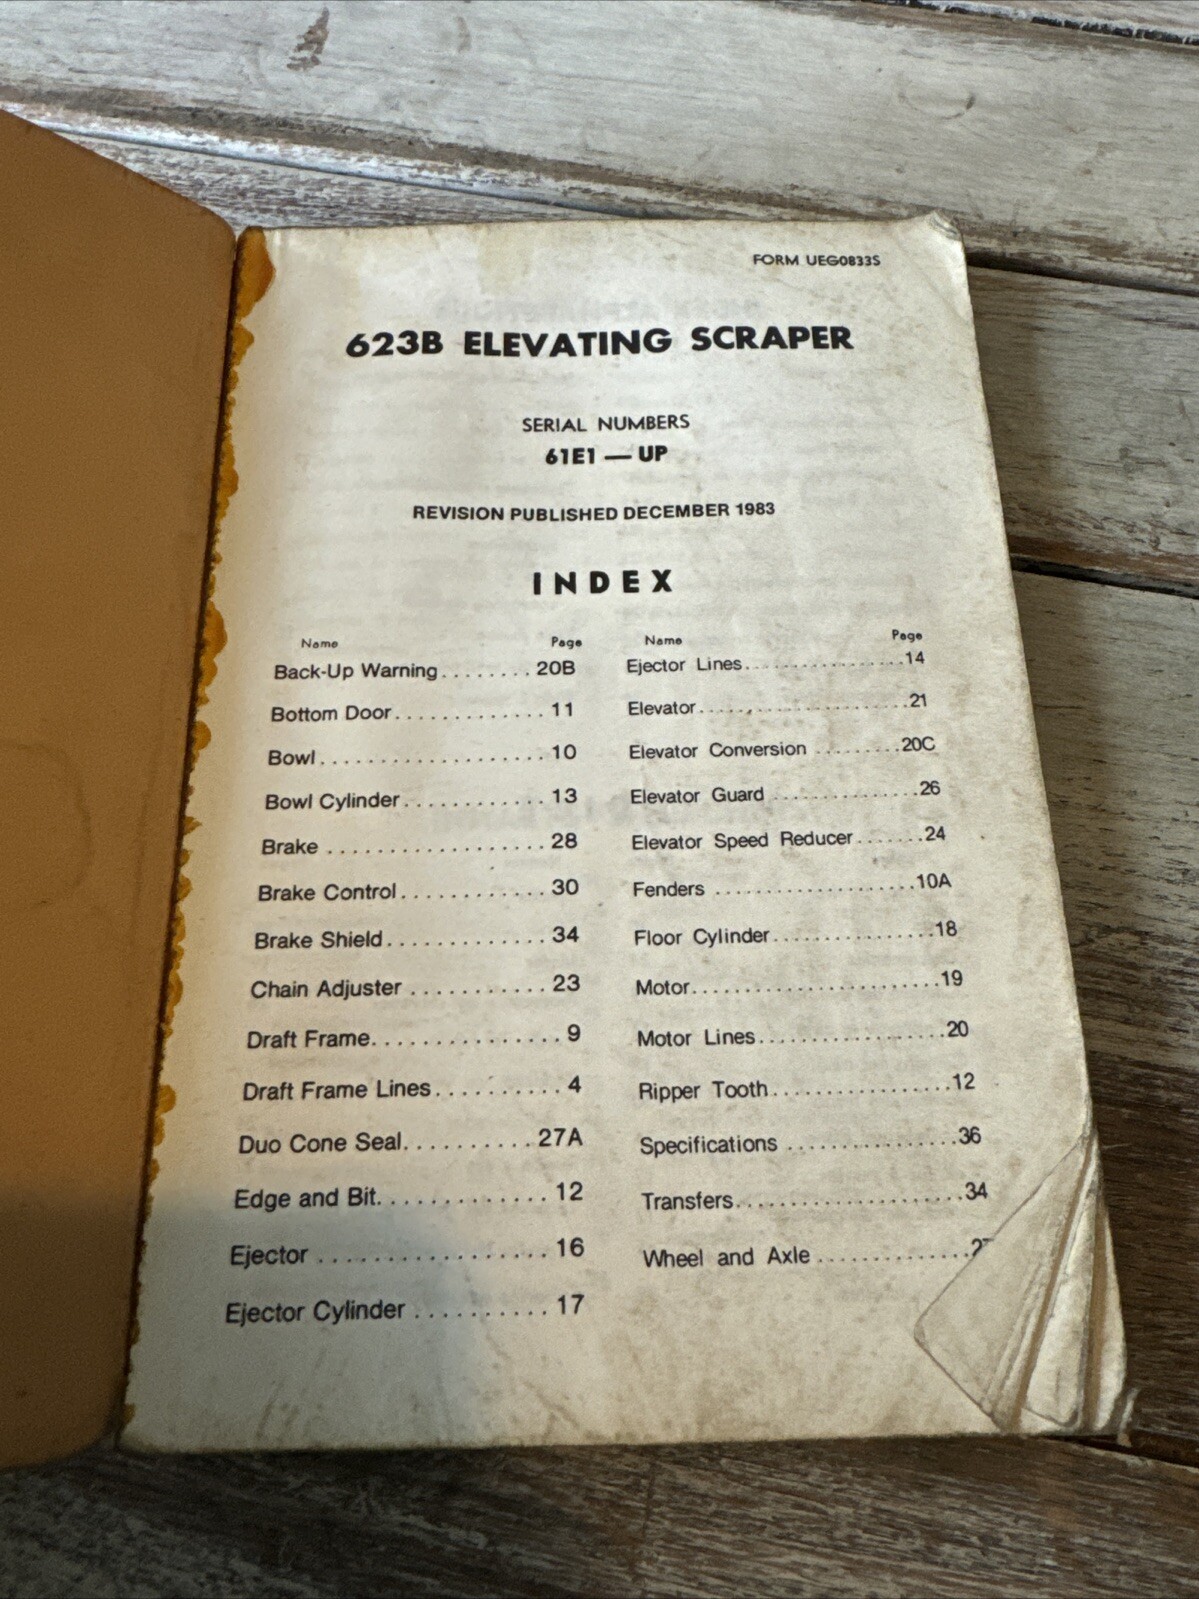 FORM UEG0833S
623B ELEVATING SCRAPER
SERIAL NUMBERS
61E1 — UP
REVISION PUBLISHED DECEMBER 1983
INDEX
Name Page
Back-Up Warning........20B
Bottom Door.............11
Bowl...................10
Bowl Cylinder............13
Brake...................28
Brake Control............30
Brake Shield.............34
Chain Adjuster............23
Draft Frame...............9
Draft Frame Lines..........4
Duo Cone Seal..........27A
Edge and Bit.............12
Ejector..................16
Ejector Cylinder..........17
Name Page
Ejector Lines.................14
Elevator......................21
Elevator Conversion.........20C
Elevator Guard..............26
Elevator Speed Reducer.......24
Fenders....................10A
Floor Cylinder................18
Motor........................19
Motor Lines..................20
Ripper Tooth.................12
Specifications................36
Transfers.....................34
Wheel and Axle..............